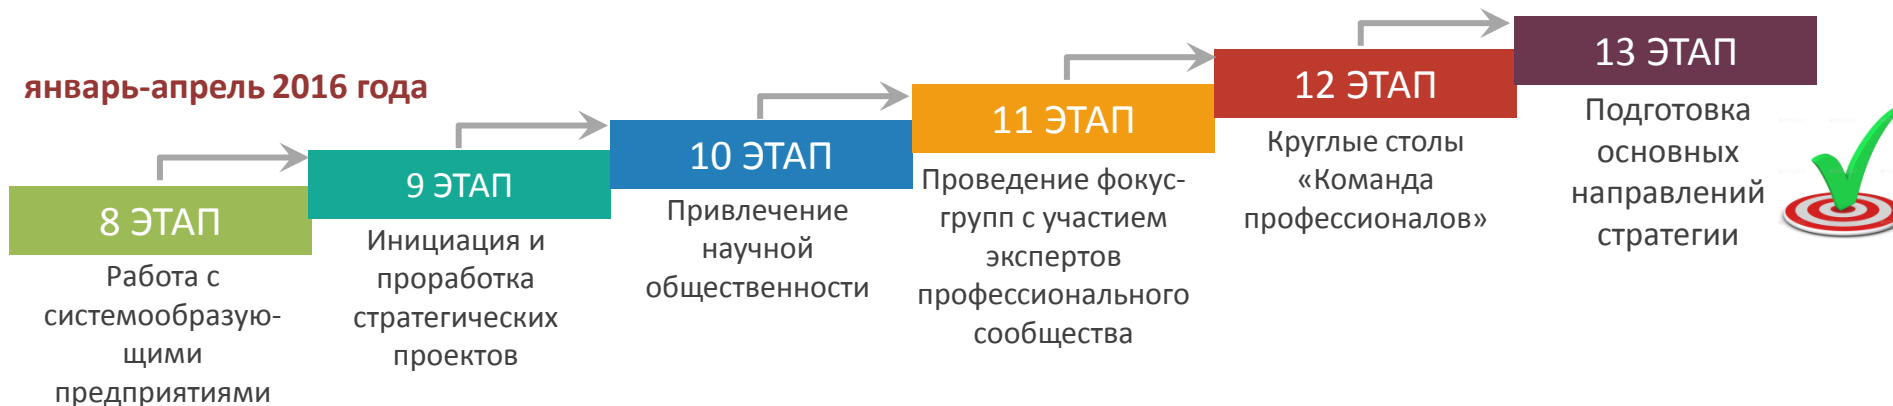 январь-апрель 2016 года
8 ЭТАП
Работа с
системообразую-
щими
предприятиями
9 ЭТАП
Инициация и
проработка
стратегических
проектов
10 ЭТАП
Привлечение
научной
общественности
11 ЭТАП
Проведение фокус-
групп с участием
экспертов
профессионального
сообщества
12 ЭТАП
Круглые столы
«Команда
профессионалов»
13 ЭТАП
Подготовка
основных
направлений
стратегии